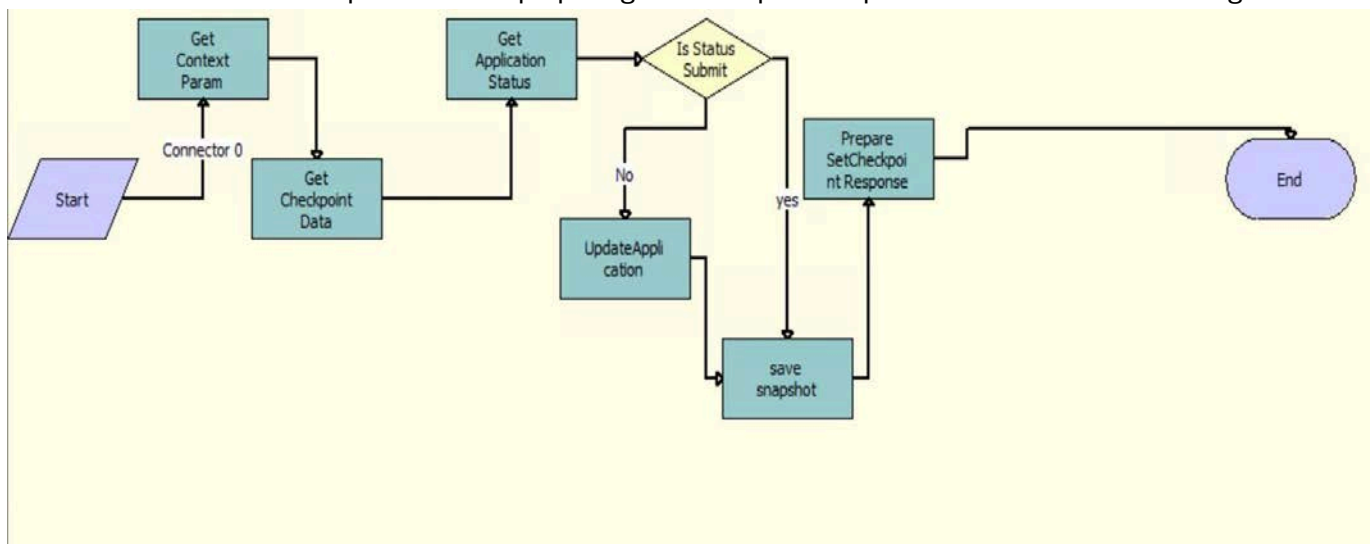 Get
Context
Param
Get
Application
Status
Is Status
Submit
Prepare
SetCheckpoi
nt Response
Connector 0
Start
Get
Checkpoint
Data
No
yes
End
UpdateAppli
cation
save
snapshot